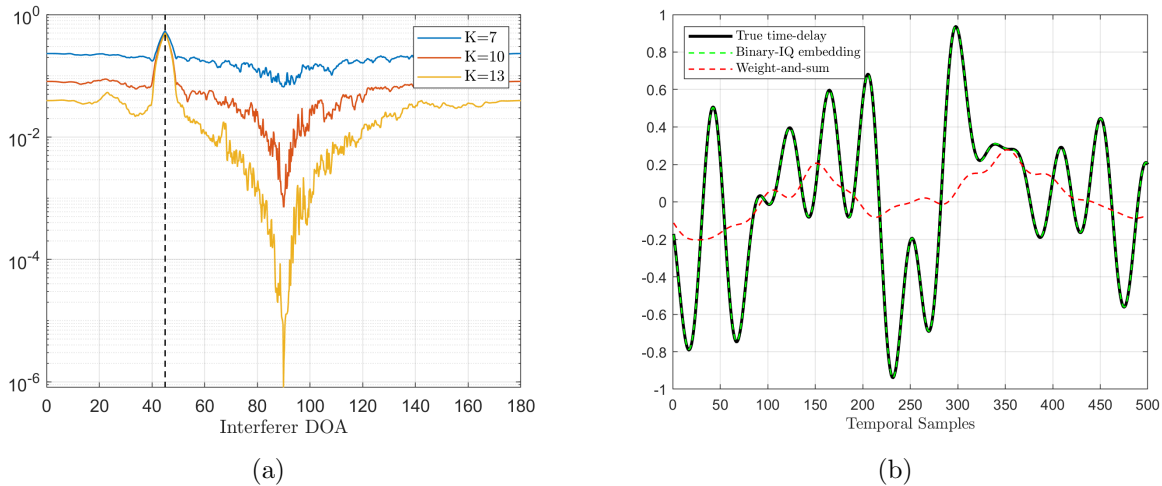 10^0
10^-2
10^-4
10^-6
K=7
K=10
K=13
0 20 40 60 80 100 120 140 160 180
Interferer DOA
(a)
1
0.8
0.6
0.4
0.2
0
-0.2
-0.4
-0.6
-0.8
-1
True time-delay
Binary-IQ embedding
Weight-and-sum
0 50 100 150 200 250 300 350 400 450 500
Temporal Samples
(b)